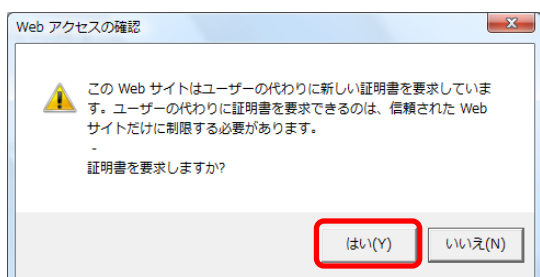 Web アクセスの確認
この Web サイトはユーザーの代わりに新しい証明書を要求していま
す。ユーザーの代わりに証明書を要求できるのは、信頼された Web
サイトだけに制限する必要があります。
-
証明書を要求しますか?
はい(Y)
いいえ(N)